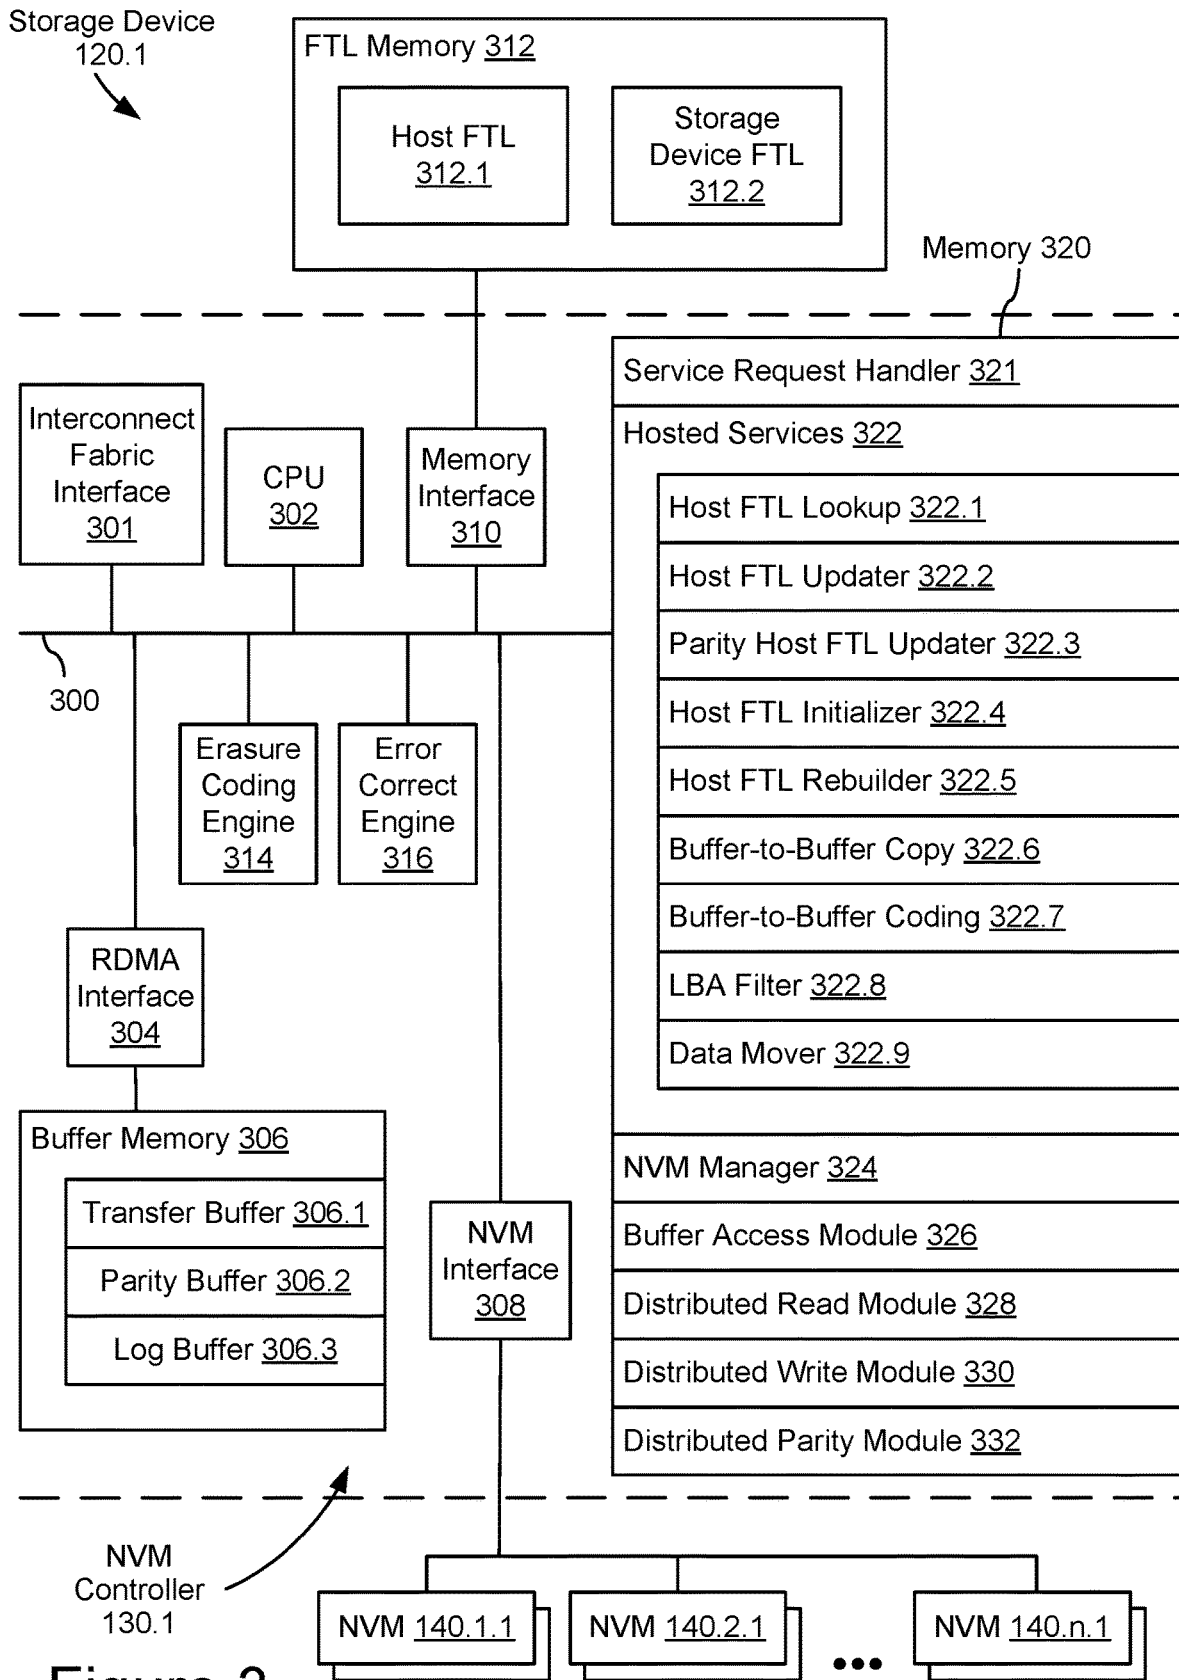 Storage Device
120.1
FTL Memory 312
Host FTL
312.1
Storage
Device FTL
312.2
Memory 320
Interconnect
Fabric
Interface
301
CPU
302
Memory
Interface
310
Service Request Handler 321
Hosted Services 322
Host FTL Lookup 322.1
Host FTL Updater 322.2
Parity Host FTL Updater 322.3
Host FTL Initializer 322.4
Host FTL Rebuilder 322.5
Buffer-to-Buffer Copy 322.6
Buffer-to-Buffer Coding 322.7
LBA Filter 322.8
Data Mover 322.9
NVM Manager 324
Buffer Access Module 326
Distributed Read Module 328
Distributed Write Module 330
Distributed Parity Module 332
300
Erasure
Coding
Engine
314
Error
Correct
Engine
316
RDMA
Interface
304
Buffer Memory 306
Transfer Buffer 306.1
Parity Buffer 306.2
Log Buffer 306.3
NVM
Interface
308
NVM
Controller
130.1
NVM 140.1.1
NVM 140.2.1
NVM 140.n.1